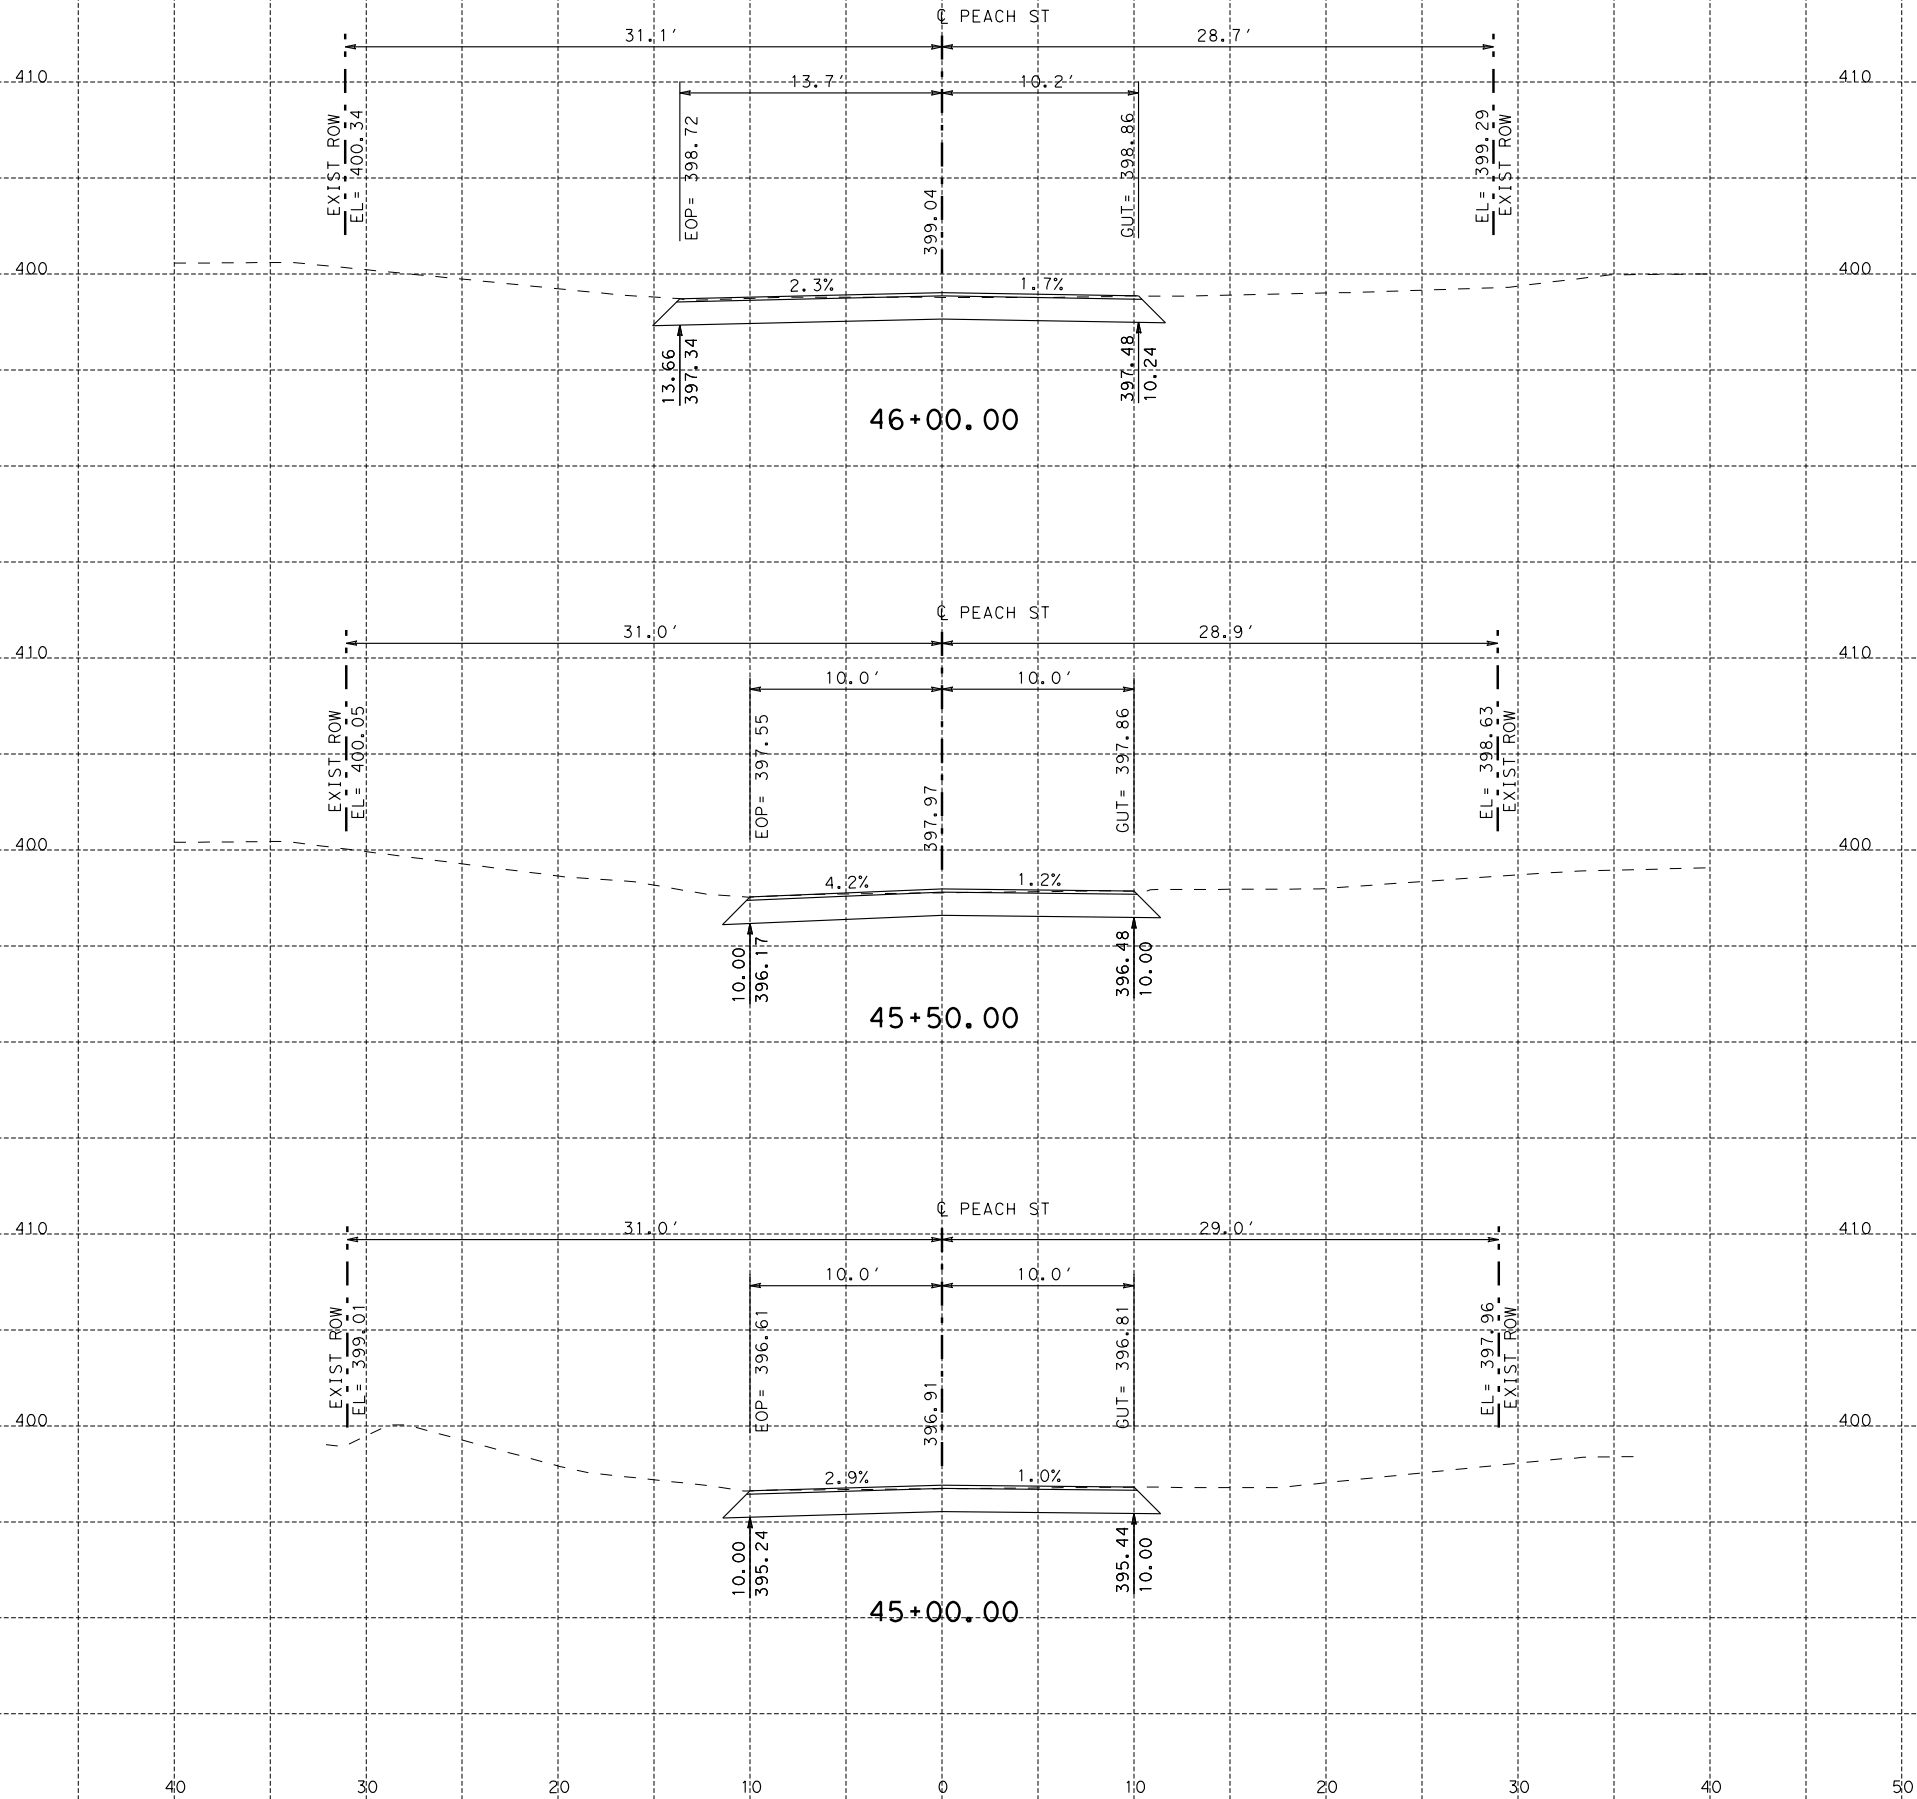 ℄ PEACH ST
31.1'
28.7'
410
13.7'
10.2'
410
EXIST ROW
EL= 400.34
EOP= 398.72
399.04
GUT= 398.86
EL= 399.29
EXIST ROW
400
2.3%
1.7%
400
13.66
397.34
397.48
10.24
46+00.00
℄ PEACH ST
31.0'
28.9'
410
10.0'
10.0'
410
EXIST ROW
EL= 400.05
EOP= 397.55
397.97
GUT= 397.86
EL= 398.63
EXIST ROW
400
4.2%
1.2%
400
10.00
396.17
396.48
10.00
45+50.00
℄ PEACH ST
31.0'
29.0'
410
10.0'
10.0'
410
EXIST ROW
EL= 399.01
EOP= 396.61
396.91
GUT= 396.81
EL= 397.96
EXIST ROW
400
2.9%
1.0%
400
10.00
395.24
395.44
10.00
45+00.00
40 30 20 10 0 10 20 30 40 50